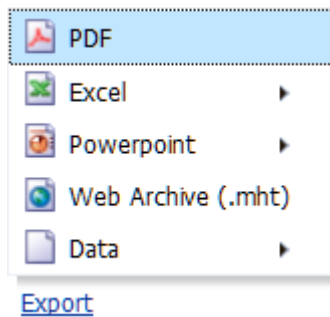 PDF
Excel
Powerpoint
Web Archive (.mht)
Data
Export